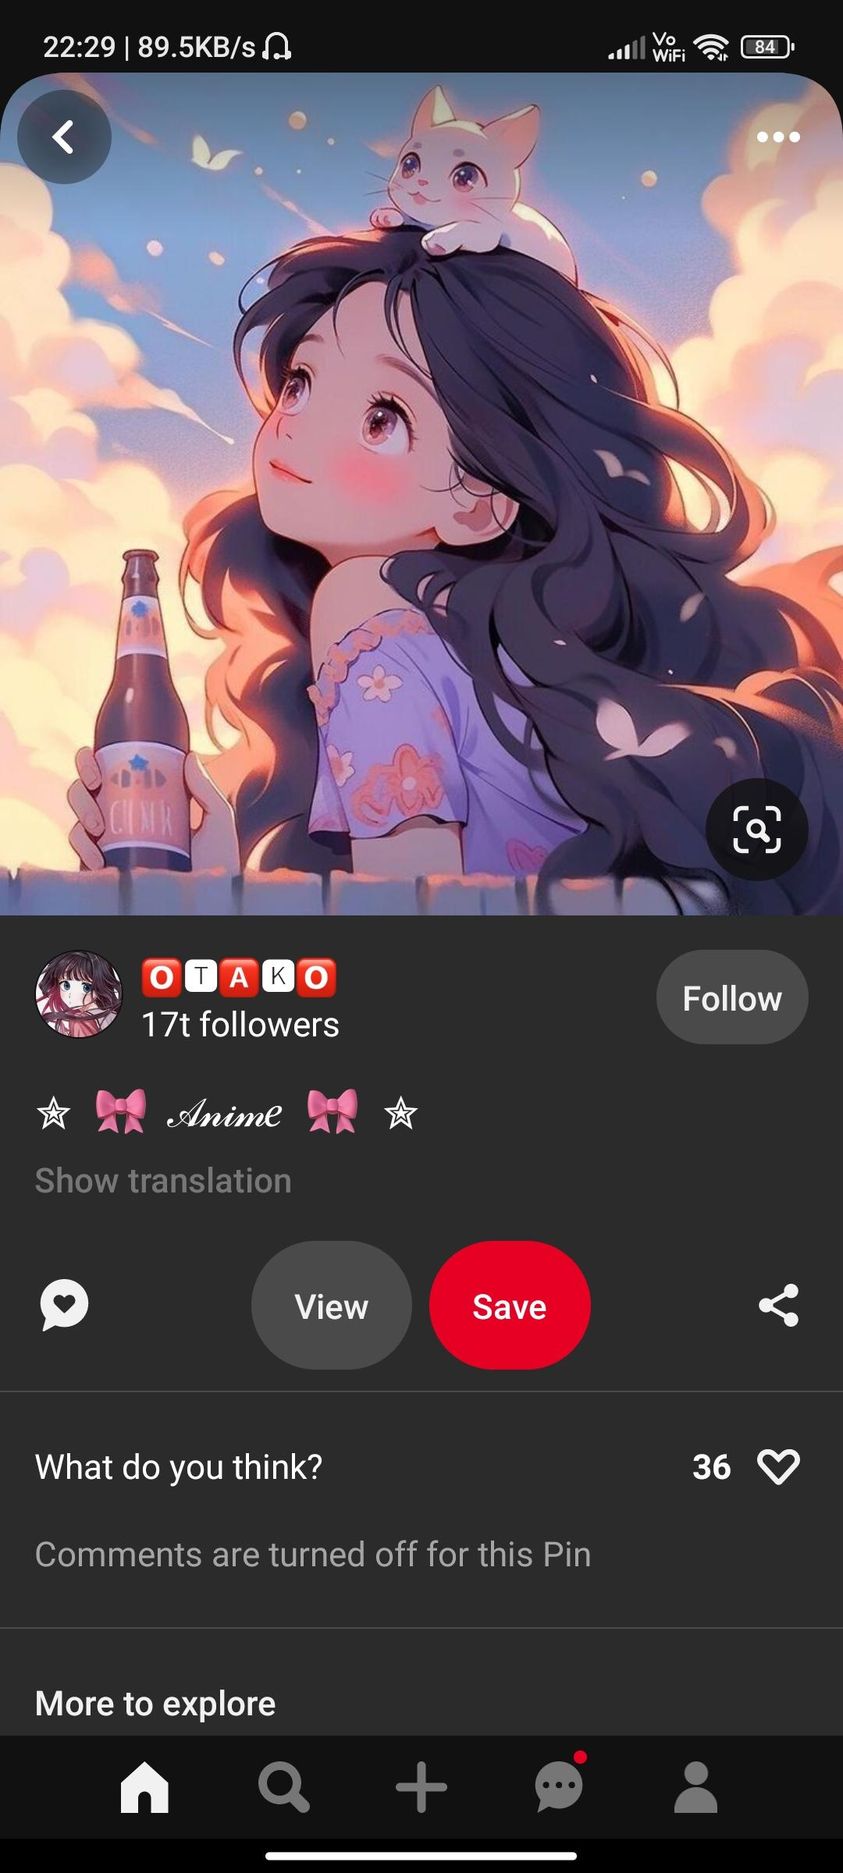 22:29 | 89.5KB/s
Vo
WiFi
84
CINK
OTAKO
17t followers
☆ 🎀 𝒜𝓃𝒾𝓂𝑒 🎀 ☆
Show translation
View
Save
Follow
What do you think?
36
Comments are turned off for this Pin
More to explore